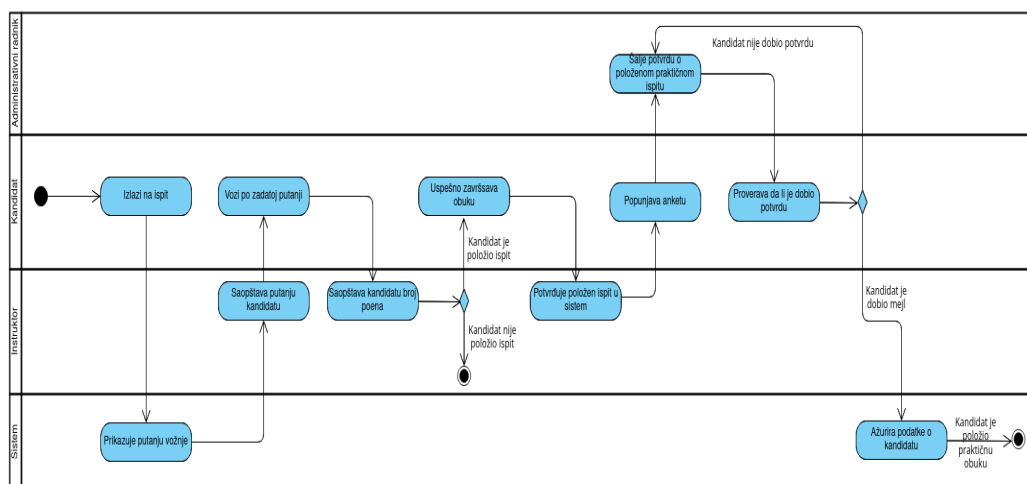 Administrativni radnik
Kandidat nije dobio potvrdu
Šalje potvrdu o
položenom praktičnom
ispitu
Kandidat
Izlazi na ispit
Vozi po zadatoj putanji
Uspešno završsava
obuku
Popunjava anketu
Proverava da li je dobio
potvrdu
Kandidat je
položio ispit
Instruktor
Saopštava putanju
kandidatu
Saopštava kandidatu broj
poena
Potvrđuje položen ispit u
sistem
Kandidat je
dobio mejl
Kandidat nije
položio ispit
Sistem
Prikazuje putanju vožnje
Ažurira podatke o
kandidatu
Kandidat je
položio
praktičnu
obuku